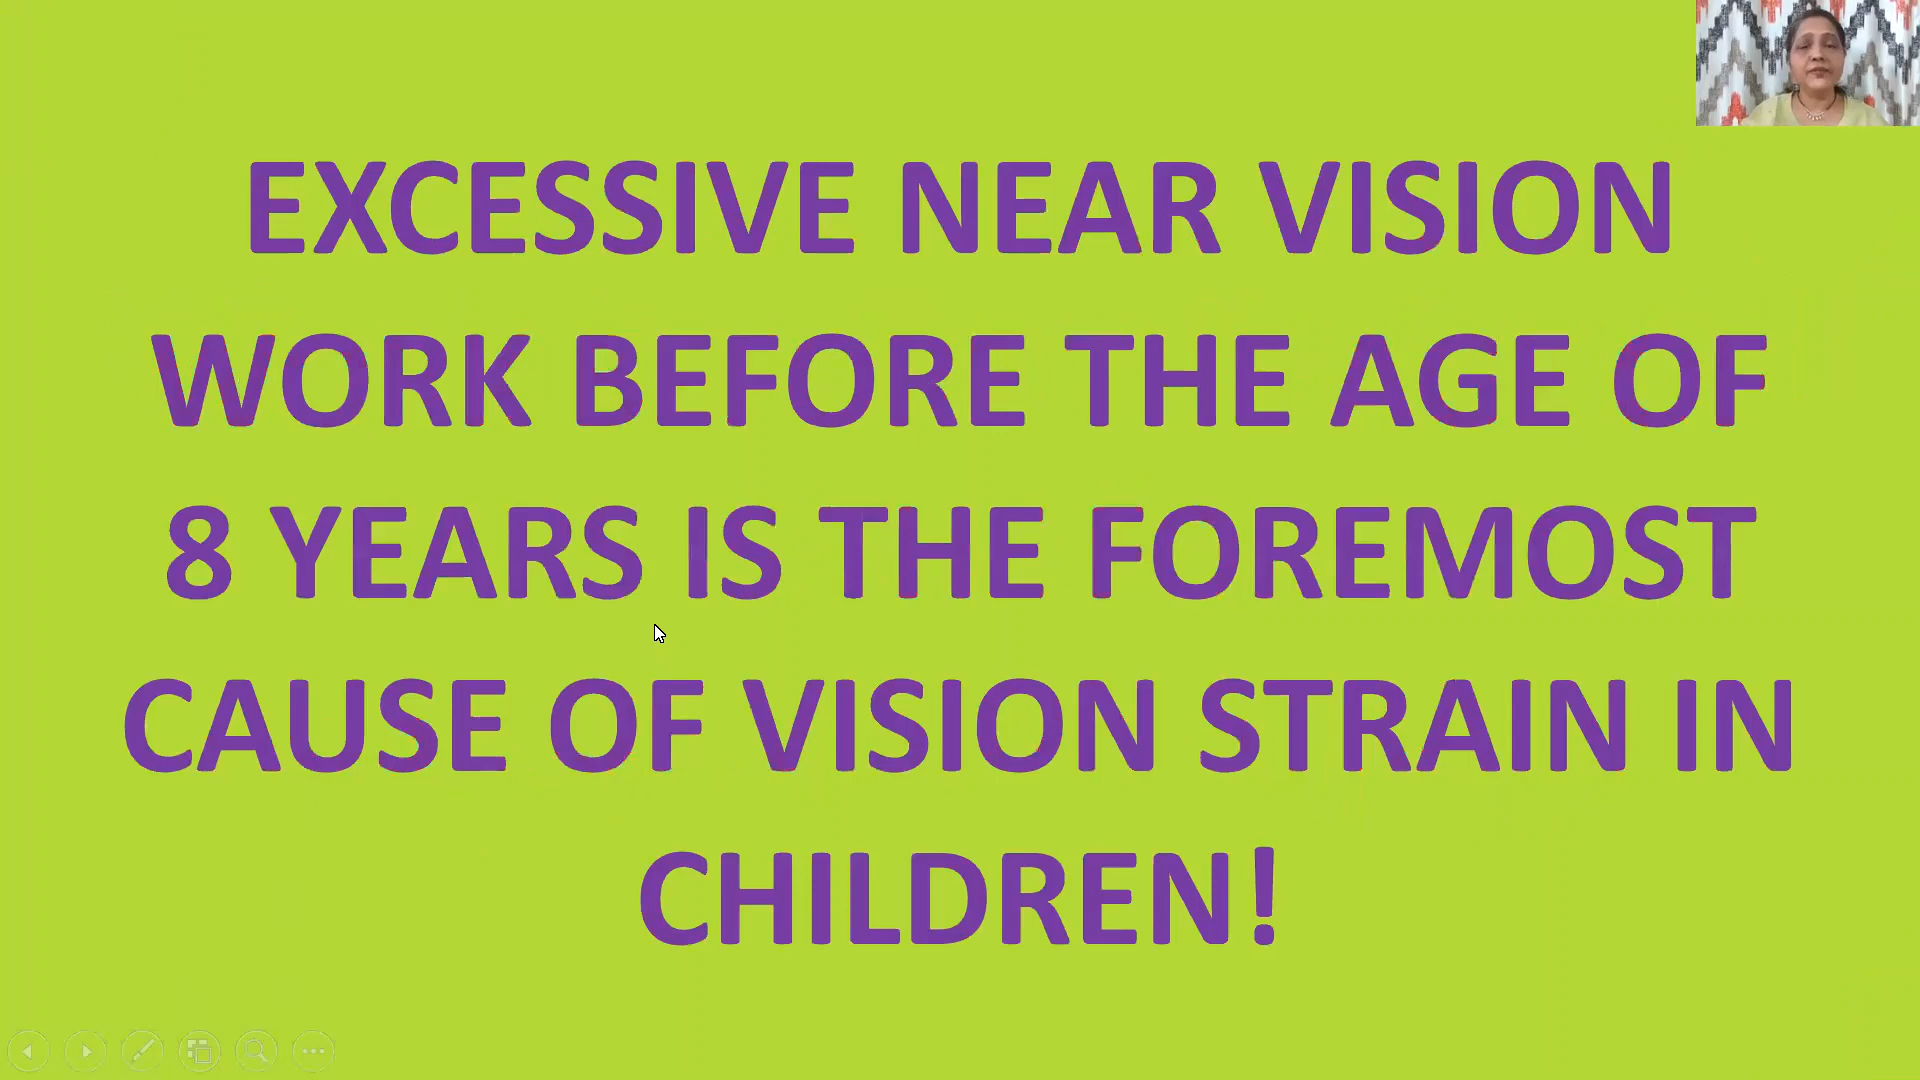 EXCESSIVE NEAR VISION
WORK BEFORE THE AGE OF
8 YEARS IS THE FOREMOST
CAUSE OF VISION STRAIN IN
CHILDREN!